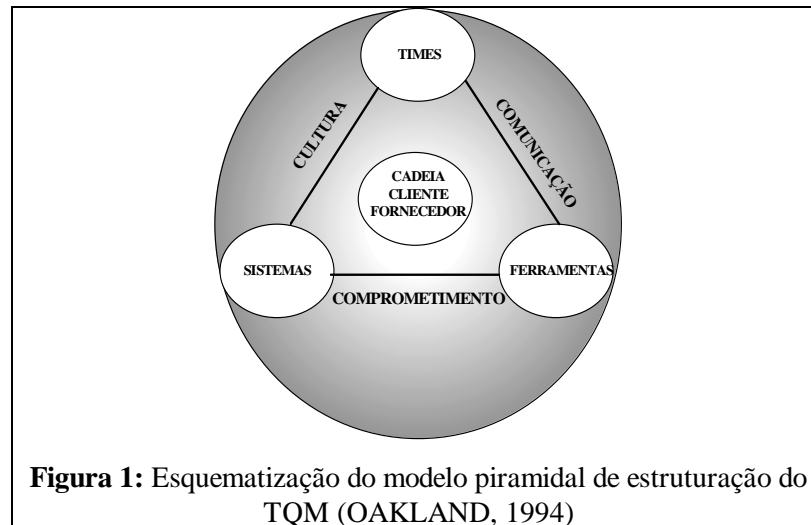 TIMES
CULTURA
COMUNICAÇÃO
CADEIA
CLIENTE
FORNECEDOR
SISTEMAS
FERRAMENTAS
COMPROMETIMENTO
Figura 1: Esquematização do modelo piramidal de estruturação do
TQM (OAKLAND, 1994)